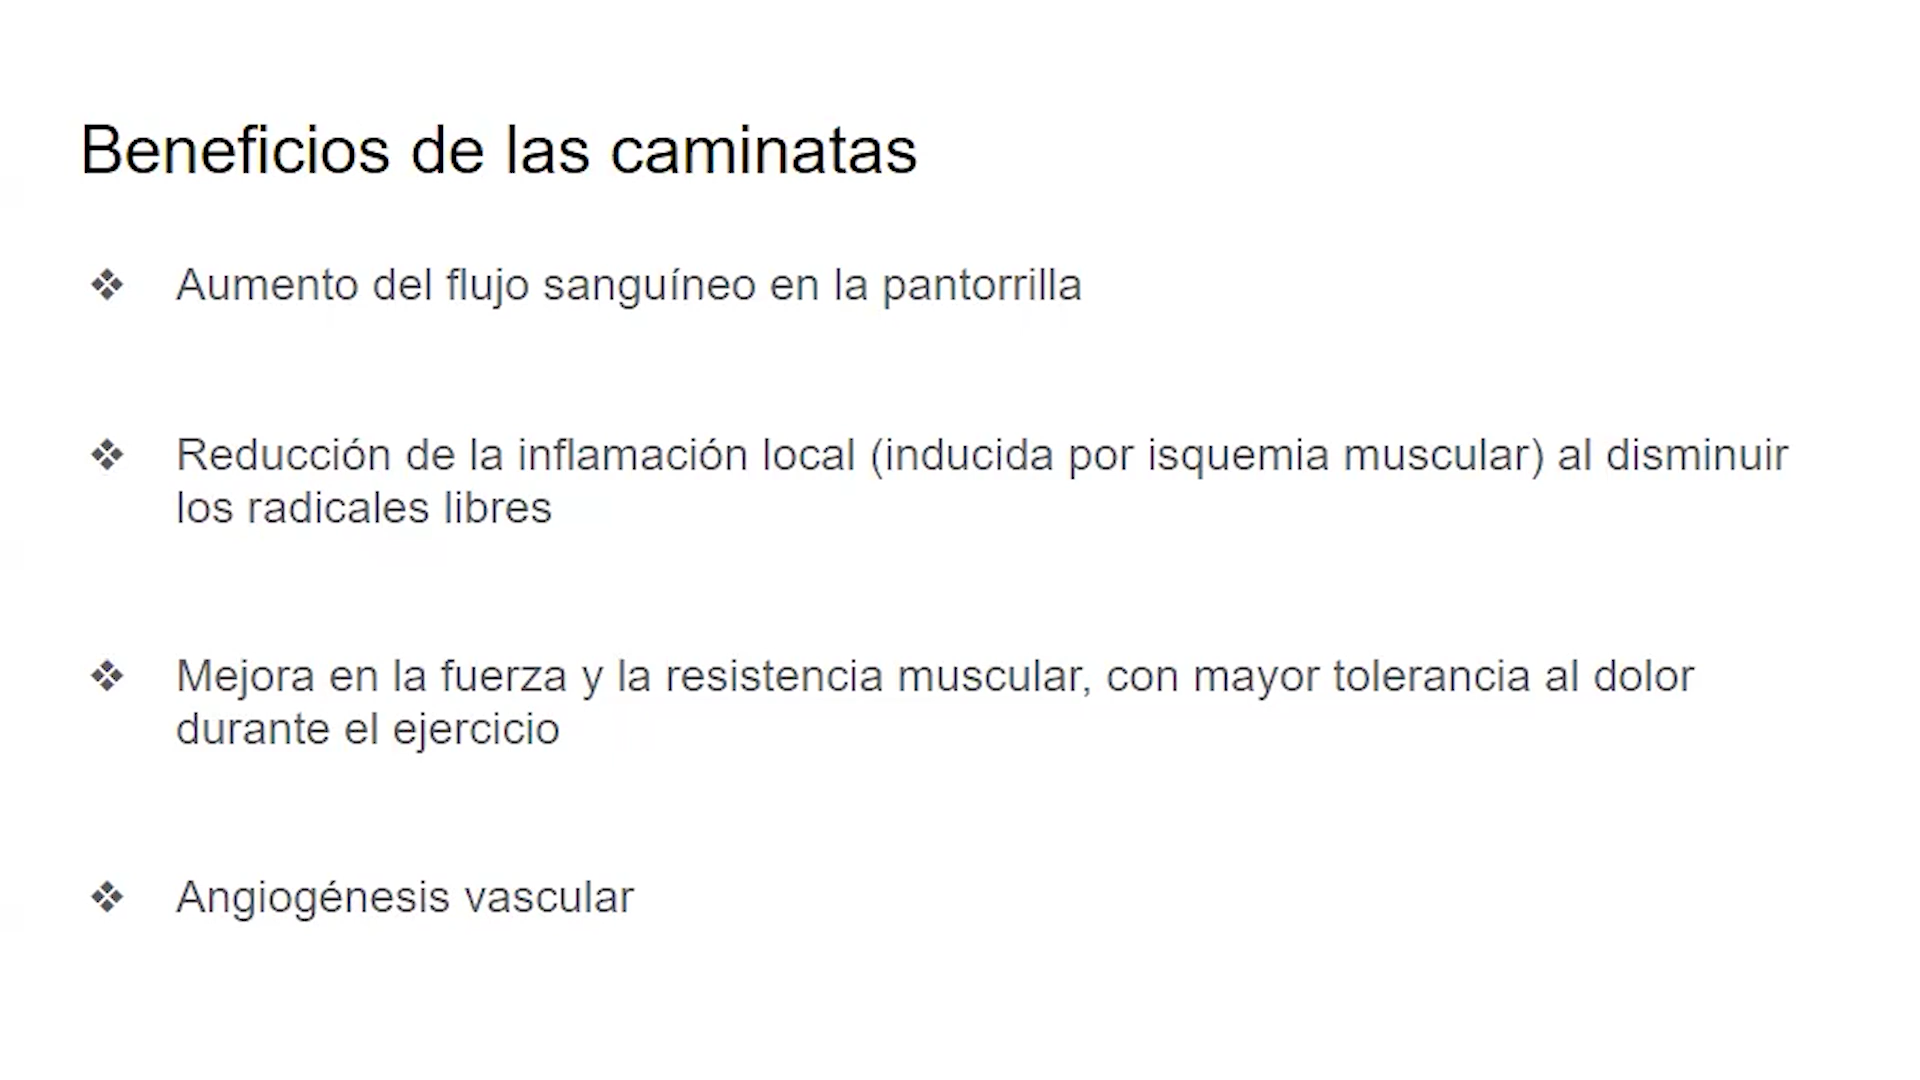 Beneficios de las caminatas
❖ Aumento del flujo sanguíneo en la pantorrilla
❖ Reducción de la inflamación local (inducida por isquemia muscular) al disminuir
los radicales libres
❖ Mejora en la fuerza y la resistencia muscular, con mayor tolerancia al dolor
durante el ejercicio
❖ Angiogénesis vascular